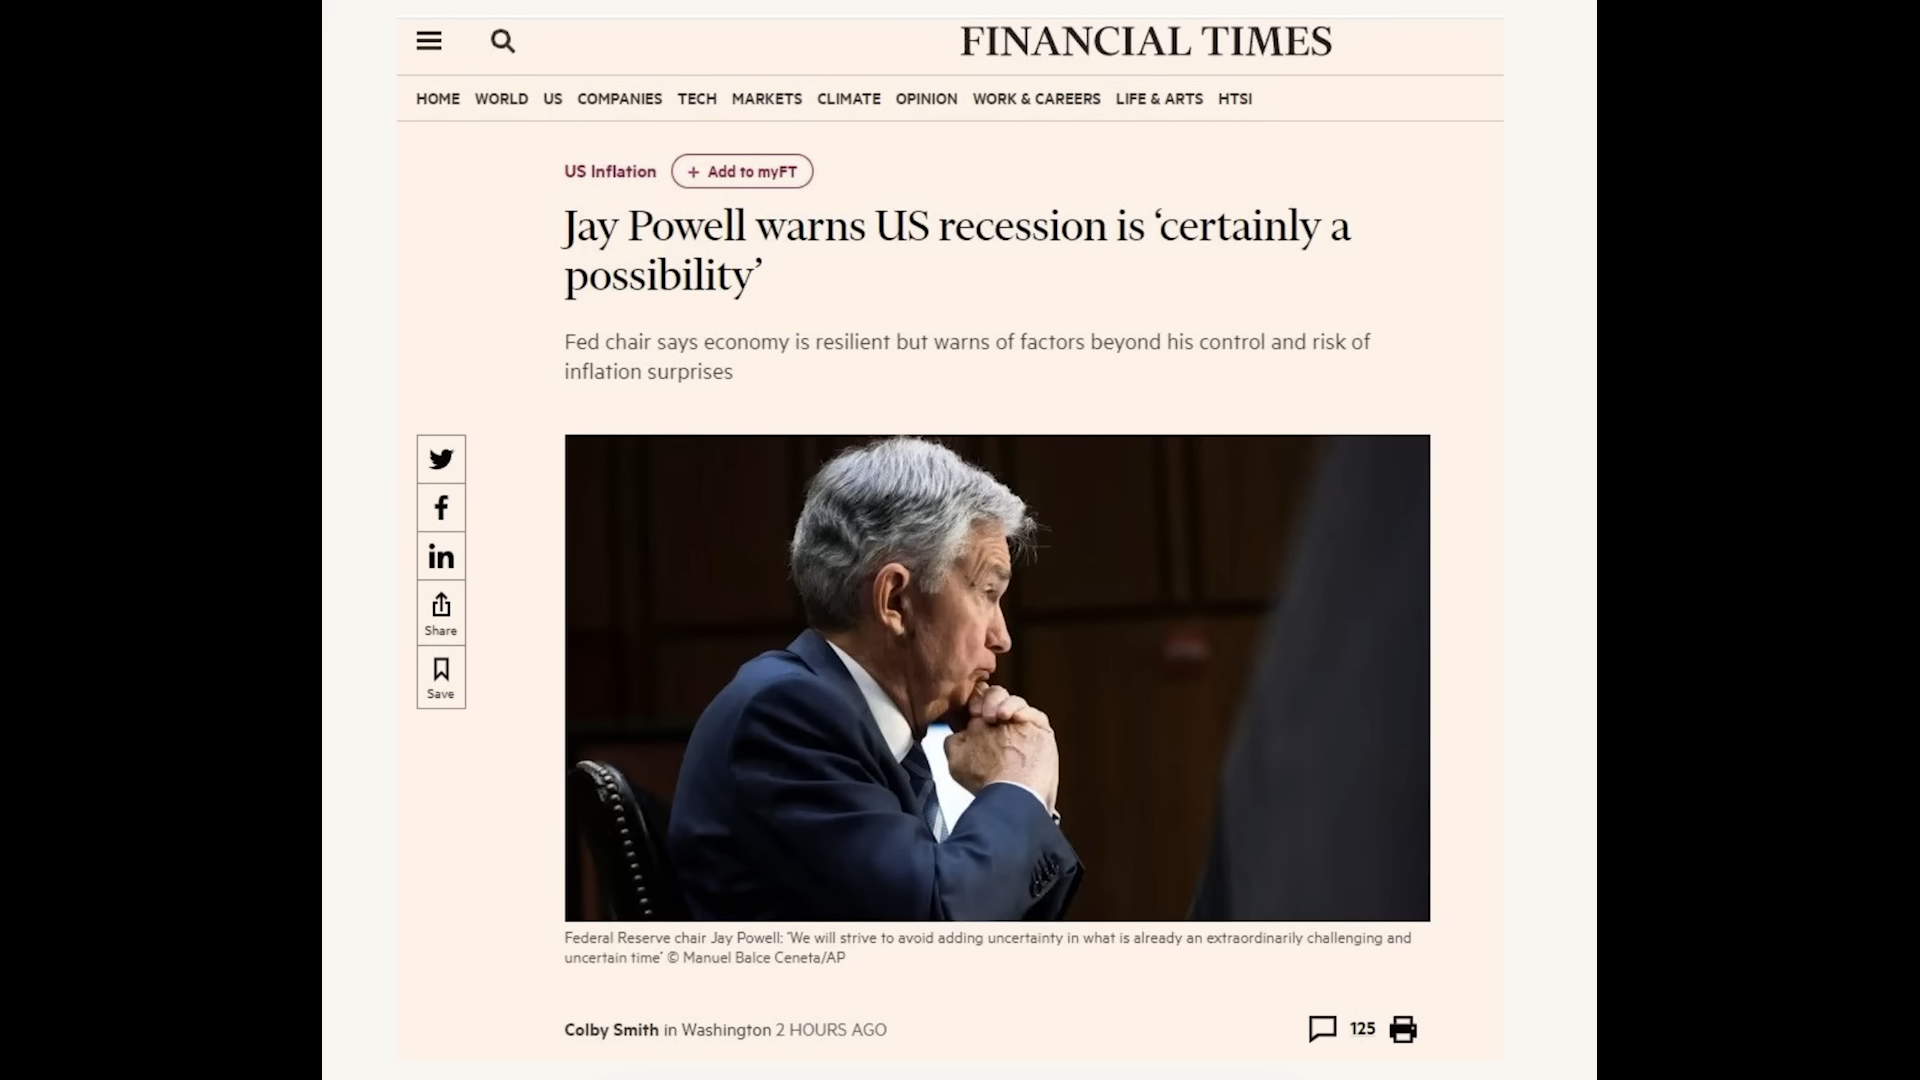 FINANCIAL TIMES
HOME WORLD US COMPANIES TECH MARKETS CLIMATE OPINION WORK & CAREERS LIFE & ARTS HTSI
US Inflation + Add to myFT
Jay Powell warns US recession is ‘certainly a
possibility’
Fed chair says economy is resilient but warns of factors beyond his control and risk of
inflation surprises
in
Share
Save
Federal Reserve chair Jay Powell: ‘We will strive to avoid adding uncertainty in what is already an extraordinarily challenging and
uncertain time’ © Manuel Balce Ceneta/AP
Colby Smith in Washington 2 HOURS AGO
125